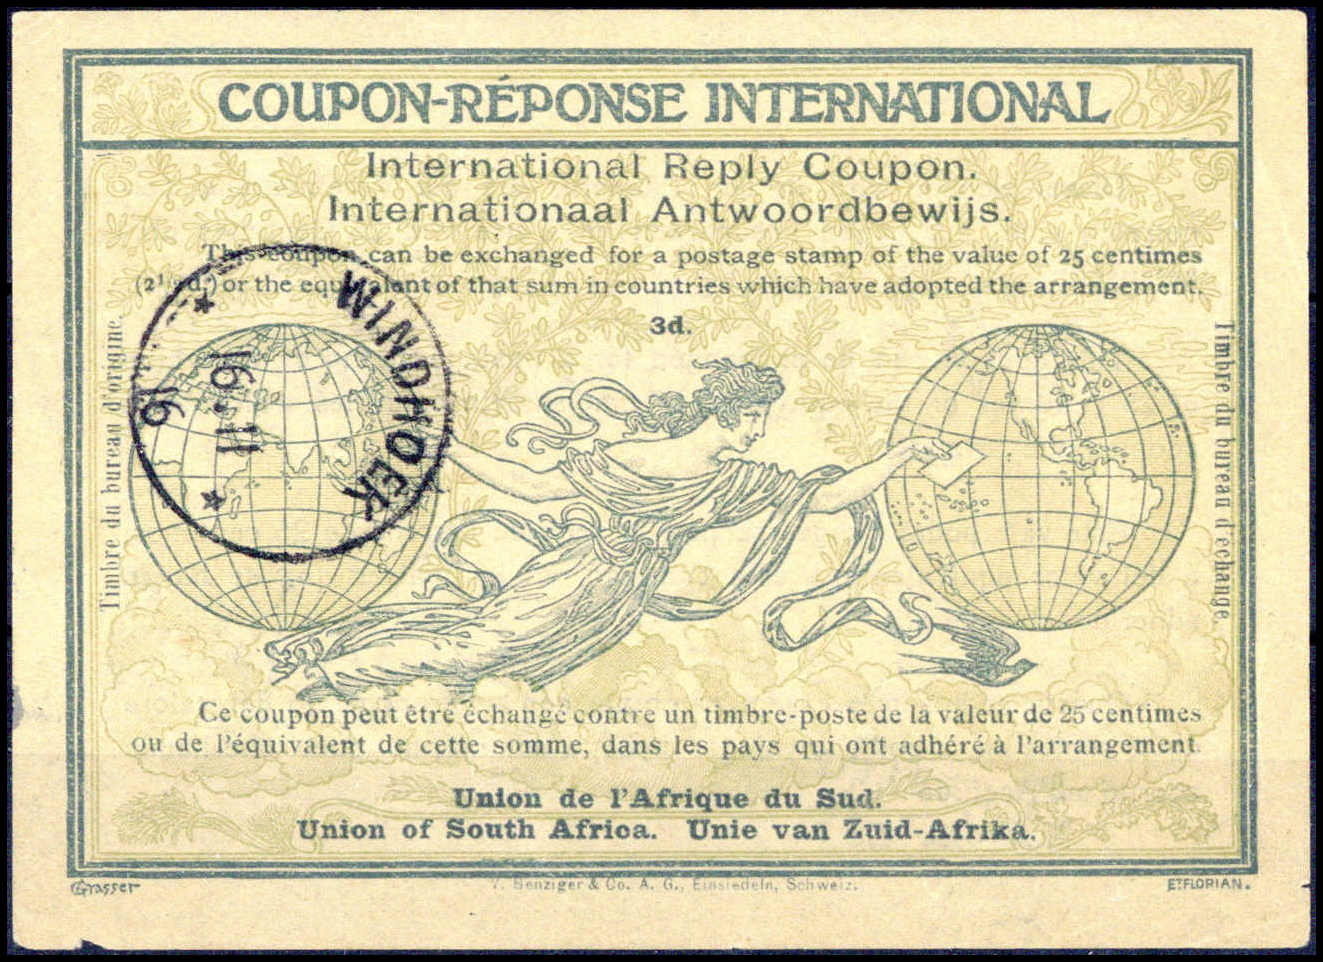 COUPON-RÉPONSE INTERNATIONAL
International Reply Coupon.
Internationaal Antwoordbewijs.
This coupon can be exchanged for a postage stamp of the value of 25 centimes
(2½d.) or the equivalent of that sum in countries which have adopted the arrangement.
3d.
Timbre du bureau d'origine.
WINDHOEK
16·11
16
Timbre du bureau d'échange.
Ce coupon peut être échangé contre un timbre-poste de la valeur de 25 centimes
ou de l'équivalent de cette somme, dans les pays qui ont adhéré à l'arrangement.
Union de l'Afrique du Sud.
Union of South Africa. Unie van Zuid-Afrika.
Grasser
Benziger & Co. A. G., Einsiedeln, Schweiz.
Et. FLORIAN.